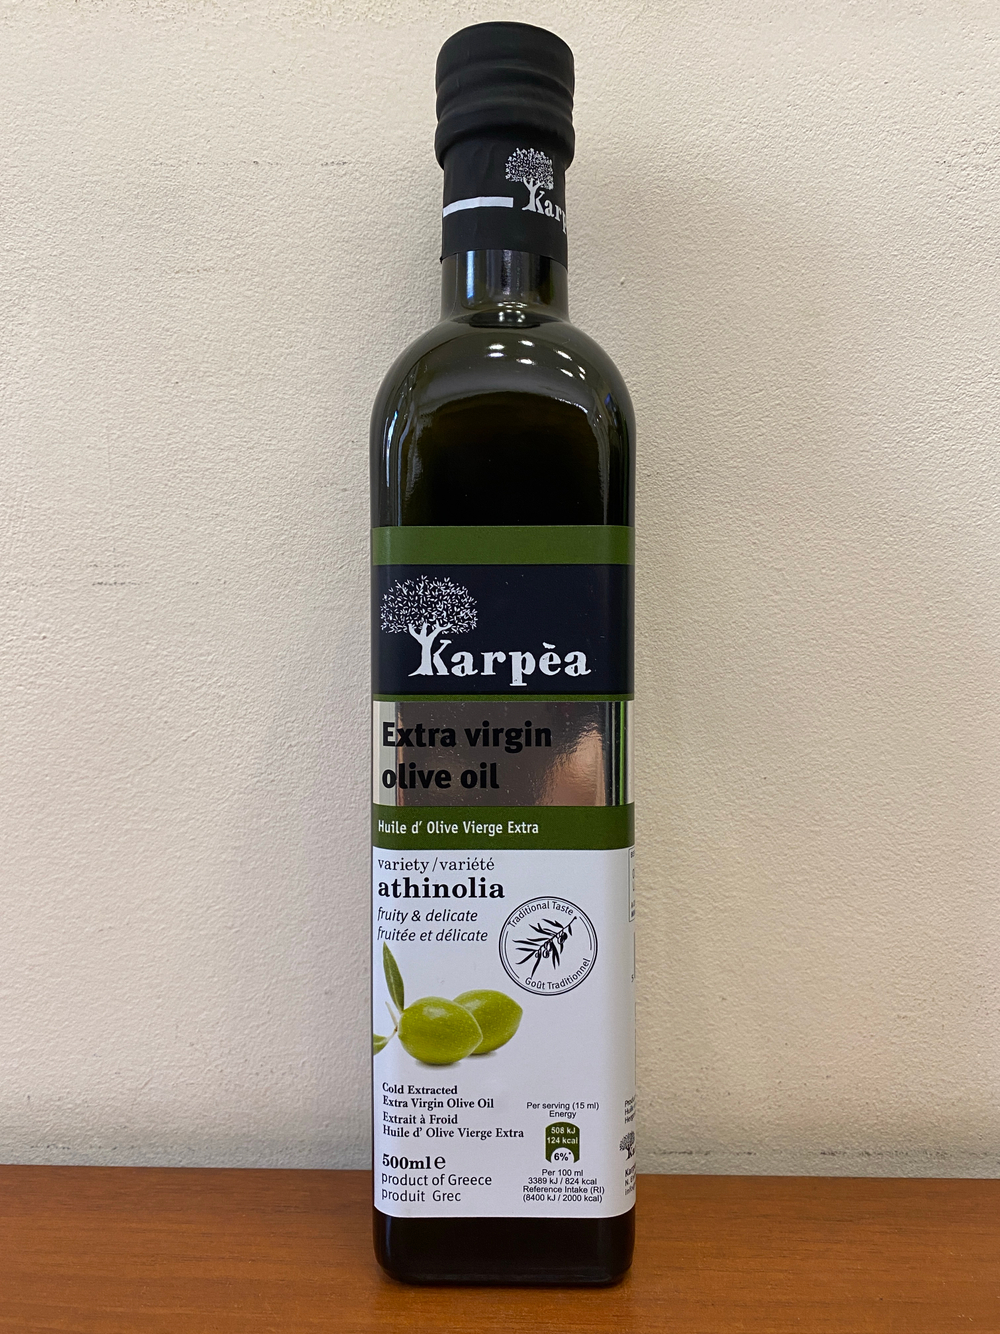 Karp
Karpèa
Extra virgin
olive oil
Huile d' Olive Vierge Extra
variety/variété
athinolia
fruity & delicate
fruitée et délicate
Traditional Taste
Goût Traditionnel
Cold Extracted
Extra Virgin Olive Oil
Extrait à Froid
Huile d' Olive Vierge Extra
500ml e
product of Greece
produit Grec
Per serving (15 ml)
Energy
508 kJ
124 kcal
6%*
Per 100 ml
3389 kJ / 824 kcal
Reference Intake (RI)
(8400 kJ / 2000 kcal)